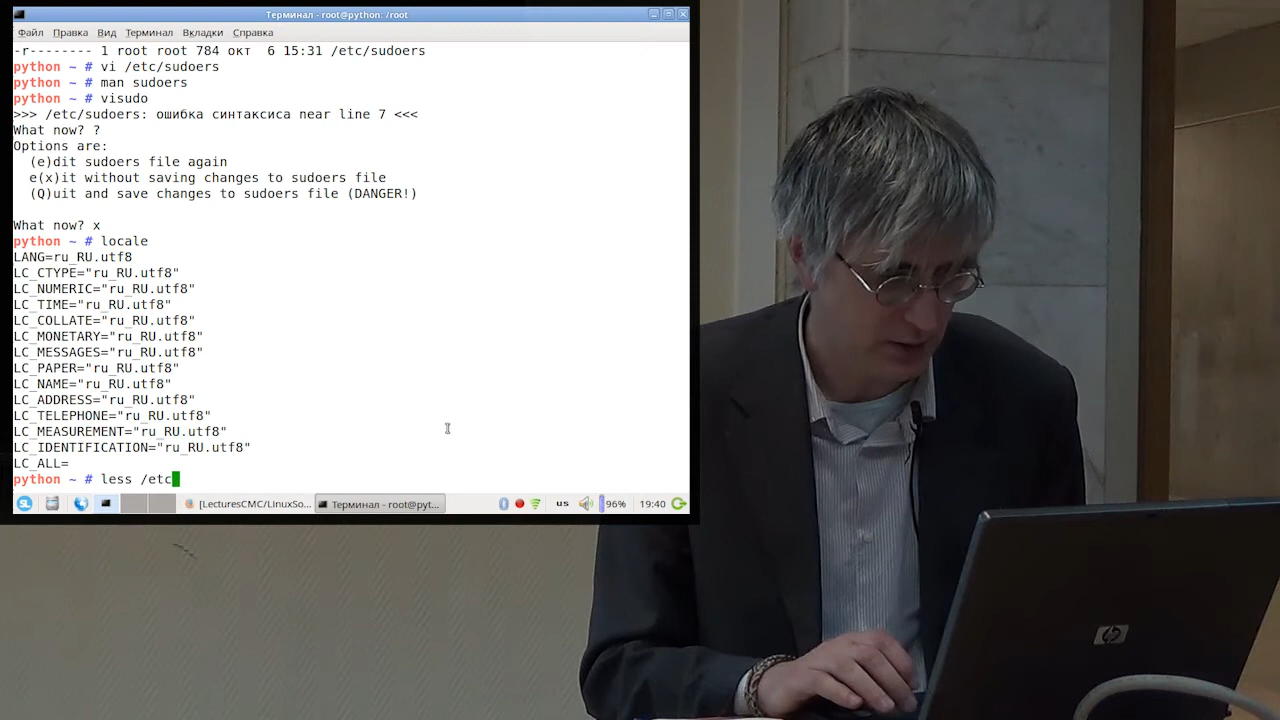 Терминал - root@python: /root
Файл Правка Вид Терминал Вкладки Справка
-r-------- 1 root root 784 окт  6 15:31 /etc/sudoers
python ~ # vi /etc/sudoers
python ~ # man sudoers
python ~ # visudo
>>> /etc/sudoers: ошибка синтаксиса near line 7 <<<
What now? ?
Options are:
  (e)dit sudoers file again
  e(x)it without saving changes to sudoers file
  (Q)uit and save changes to sudoers file (DANGER!)
What now? x
python ~ # locale
LANG=ru_RU.utf8
LC_CTYPE="ru_RU.utf8"
LC_NUMERIC="ru_RU.utf8"
LC_TIME="ru_RU.utf8"
LC_COLLATE="ru_RU.utf8"
LC_MONETARY="ru_RU.utf8"
LC_MESSAGES="ru_RU.utf8"
LC_PAPER="ru_RU.utf8"
LC_NAME="ru_RU.utf8"
LC_ADDRESS="ru_RU.utf8"
LC_TELEPHONE="ru_RU.utf8"
LC_MEASUREMENT="ru_RU.utf8"
LC_IDENTIFICATION="ru_RU.utf8"
LC_ALL=
python ~ # less /etc
[LecturesCMC/LinuxSo... Терминал - root@pyt... us 96% 19:40
hp